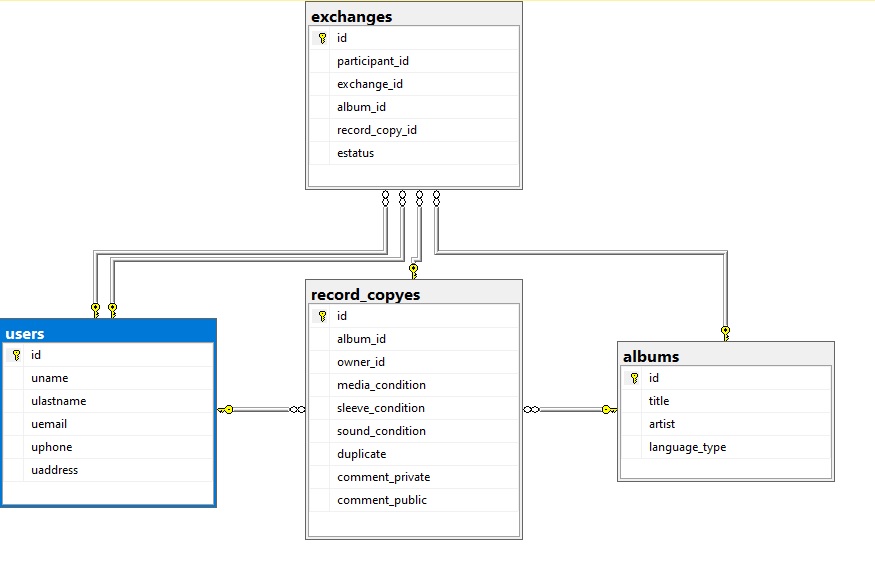 exchanges
id
participant_id
exchange_id
album_id
record_copy_id
estatus
users
id
uname
ulastname
uemail
uphone
uaddress
record_copyes
id
album_id
owner_id
media_condition
sleeve_condition
sound_condition
duplicate
comment_private
comment_public
albums
id
title
artist
language_type